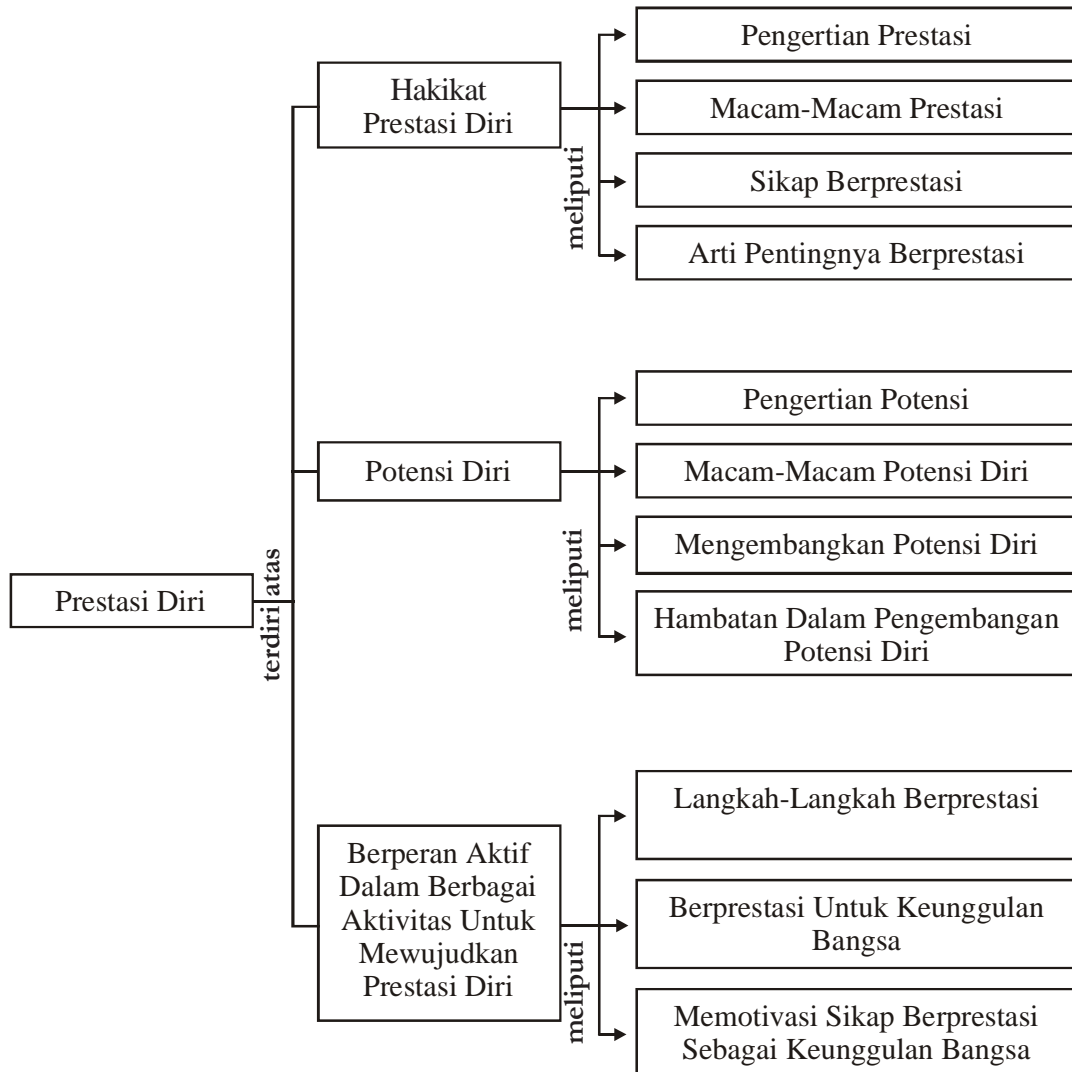 Prestasi Diri
terdiri atas
Hakikat
Prestasi Diri
meliputi
Pengertian Prestasi
Macam-Macam Prestasi
Sikap Berprestasi
Arti Pentingnya Berprestasi
Potensi Diri
meliputi
Pengertian Potensi
Macam-Macam Potensi Diri
Mengembangkan Potensi Diri
Hambatan Dalam Pengembangan
Potensi Diri
Berperan Aktif
Dalam Berbagai
Aktivitas Untuk
Mewujudkan
Prestasi Diri
meliputi
Langkah-Langkah Berprestasi
Berprestasi Untuk Keunggulan
Bangsa
Memotivasi Sikap Berprestasi
Sebagai Keunggulan Bangsa